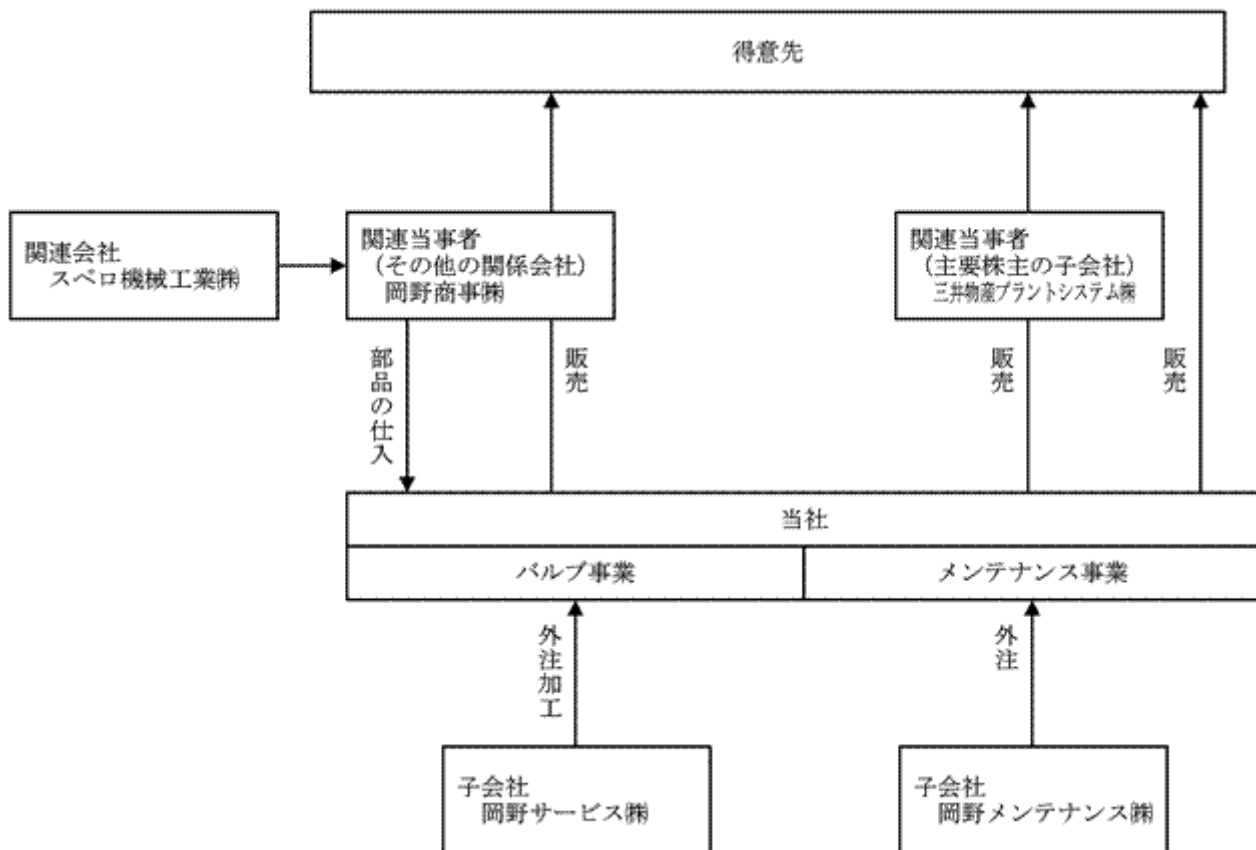 得意先
関連会社
スベロ機械工業㈱
関連当事者
（その他の関係会社）
岡野商事㈱
関連当事者
（主要株主の子会社）
三井物産プラントシステム㈱
部品の仕入
販売
販売
販売
当社
バルブ事業
メンテナンス事業
外注加工
外注
子会社
岡野サービス㈱
子会社
岡野メンテナンス㈱